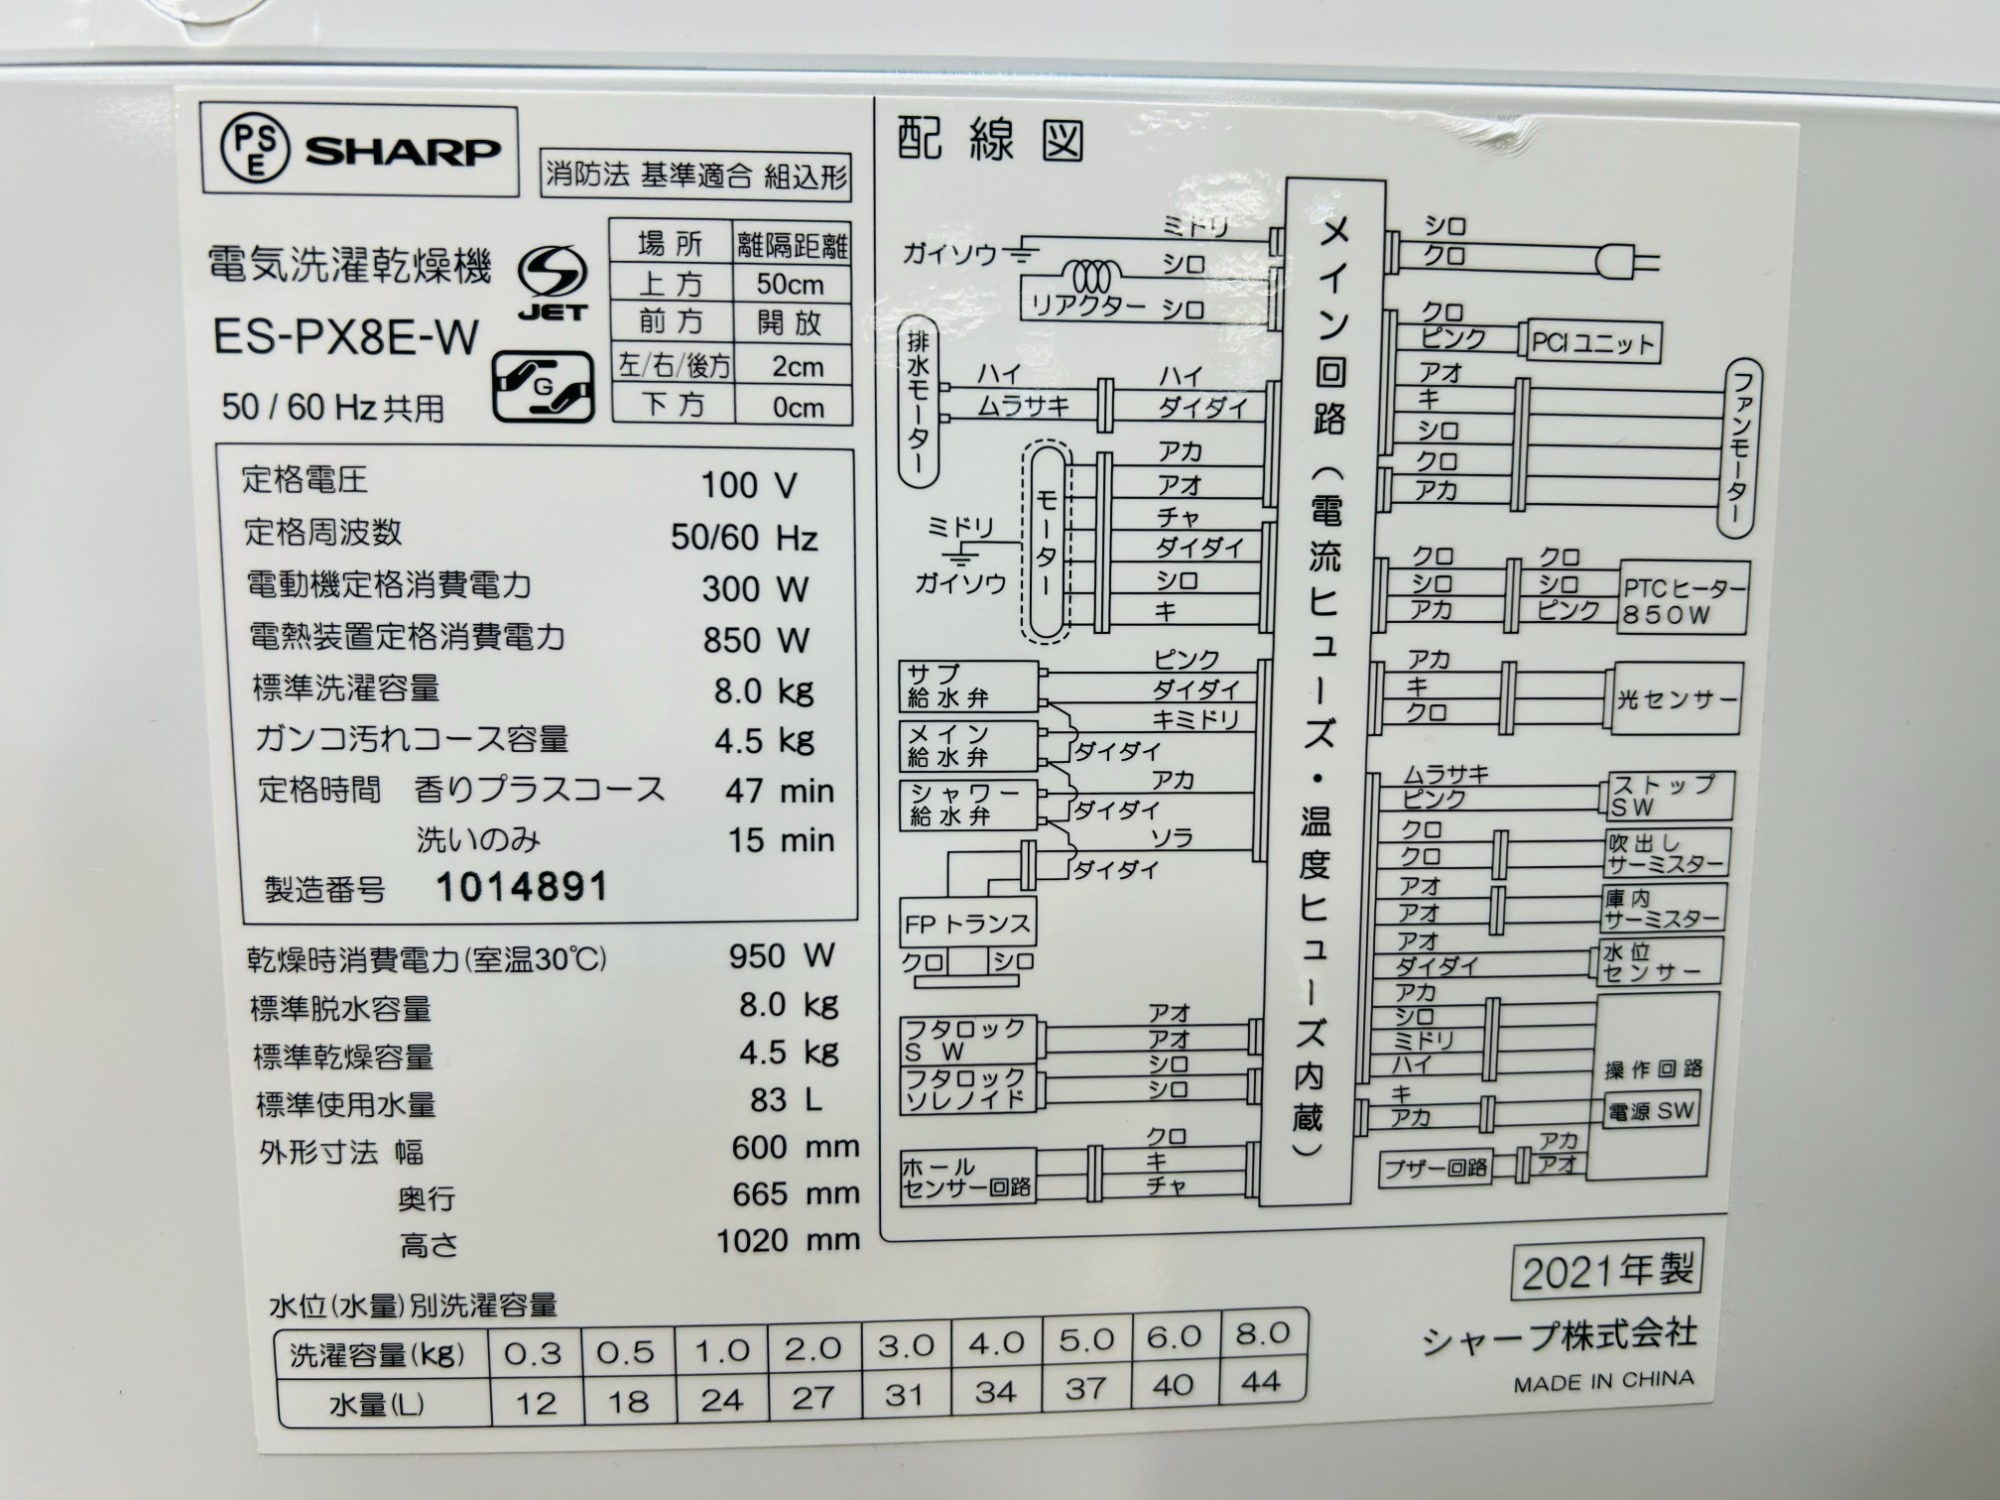 PSE SHARP
消防法 基準適合 組込形
電気洗濯乾燥機
JET
ES-PX8E-W
G
50 / 60 Hz共用
場所 離隔距離
上方 50cm
前方 開放
左/右/後方 2cm
下方 0cm
定格電圧 100 V
定格周波数 50/60 Hz
電動機定格消費電力 300 W
電熱装置定格消費電力 850 W
標準洗濯容量 8.0 kg
ガンコ汚れコース容量 4.5 kg
定格時間 香りプラスコース 47 min
洗いのみ 15 min
製造番号 1014891
乾燥時消費電力(室温30℃) 950 W
標準脱水容量 8.0 kg
標準乾燥容量 4.5 kg
標準使用水量 83 L
外形寸法 幅 600 mm
奥行 665 mm
高さ 1020 mm
水位(水量)別洗濯容量
洗濯容量(kg) 0.3 0.5 1.0 2.0 3.0 4.0 5.0 6.0 8.0
水量(L) 12 18 24 27 31 34 37 40 44
配線図
ガイソウ ミドリ
シロ
リアクター シロ
排水モーター
ハイ ハイ
ムラサキ ダイダイ
モーター
アカ
アオ
チャ
ダイダイ
シロ
キ
ミドリ
ガイソウ
サブ
給水弁
ピンク
ダイダイ
メイン
給水弁
キミドリ
ダイダイ
シャワー
給水弁
アカ
ダイダイ
ソラ
ダイダイ
FPトランス
クロ シロ
フタロック
SW
アオ
アオ
フタロック
ソレノイド
シロ
シロ
ホール
センサー回路
クロ
キ
チャ
メイン回路(電流ヒューズ・温度ヒューズ内蔵)
シロ
クロ
クロ
ピンク
PCIユニット
アオ
キ
シロ
クロ
アカ
ファンモーター
クロ クロ
シロ シロ
アカ ピンク
PTCヒーター
850W
アカ
キ
クロ
光センサー
ムラサキ
ピンク
ストップ
SW
クロ
クロ
吹出し
サーミスター
アオ
アオ
庫内
サーミスター
アオ
ダイダイ
水位
センサー
アカ
シロ
ミドリ
ハイ
操作回路
キ
アカ
電源SW
ブザー回路
アカ
アオ
2021年製
シャープ株式会社
MADE IN CHINA